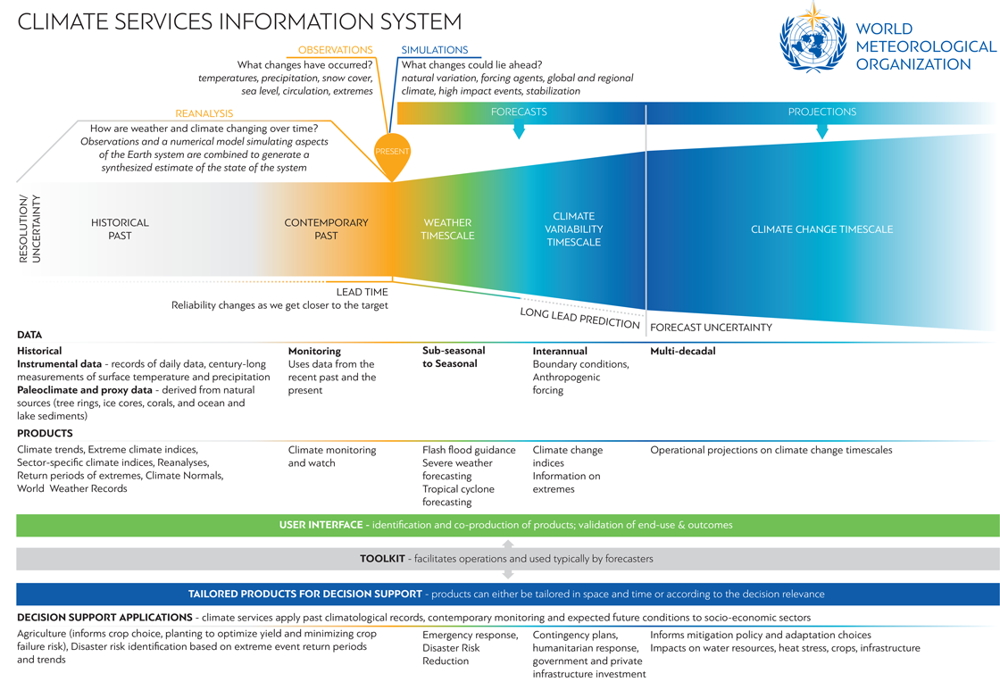 CLIMATE SERVICES INFORMATION SYSTEM
WORLD
METEOROLOGICAL
ORGANIZATION
OBSERVATIONS
What changes have occurred?
temperatures, precipitation, snow cover,
sea level, circulation, extremes
SIMULATIONS
What changes could lie ahead?
natural variation, forcing agents, global and regional
climate, high impact events, stabilization
REANALYSIS
How are weather and climate changing over time?
Observations and a numerical model simulating aspects
of the Earth system are combined to generate a
synthesized estimate of the state of the system
PRESENT
FORECASTS
PROJECTIONS
RESOLUTION/
UNCERTAINTY
HISTORICAL
PAST
CONTEMPORARY
PAST
WEATHER
TIMESCALE
CLIMATE
VARIABILITY
TIMESCALE
CLIMATE CHANGE TIMESCALE
LEAD TIME
Reliability changes as we get closer to the target
LONG LEAD PREDICTION
FORECAST UNCERTAINTY
DATA
Historical
Instrumental data - records of daily data, century-long
measurements of surface temperature and precipitation
Paleoclimate and proxy data - derived from natural
sources (tree rings, ice cores, corals, and ocean and
lake sediments)
Monitoring
Uses data from the
recent past and the
present
Sub-seasonal
to Seasonal
Interannual
Boundary conditions,
Anthropogenic
forcing
Multi-decadal
PRODUCTS
Climate trends, Extreme climate indices,
Sector-specific climate indices, Reanalyses,
Return periods of extremes, Climate Normals,
World Weather Records
Climate monitoring
and watch
Flash flood guidance
Severe weather
forecasting
Tropical cyclone
forecasting
Climate change
indices
Information on
extremes
Operational projections on climate change timescales
USER INTERFACE - identification and co-production of products; validation of end-use & outcomes
TOOLKIT - facilitates operations and used typically by forecasters
TAILORED PRODUCTS FOR DECISION SUPPORT - products can either be tailored in space and time or according to the decision relevance
DECISION SUPPORT APPLICATIONS - climate services apply past climatological records, contemporary monitoring and expected future conditions to socio-economic sectors
Agriculture (informs crop choice, planting to optimize yield and minimizing crop
failure risk), Disaster risk identification based on extreme event return periods
and trends
Emergency response,
Disaster Risk
Reduction
Contingency plans,
humanitarian response,
government and private
infrastructure investment
Informs mitigation policy and adaptation choices
Impacts on water resources, heat stress, crops, infrastructure